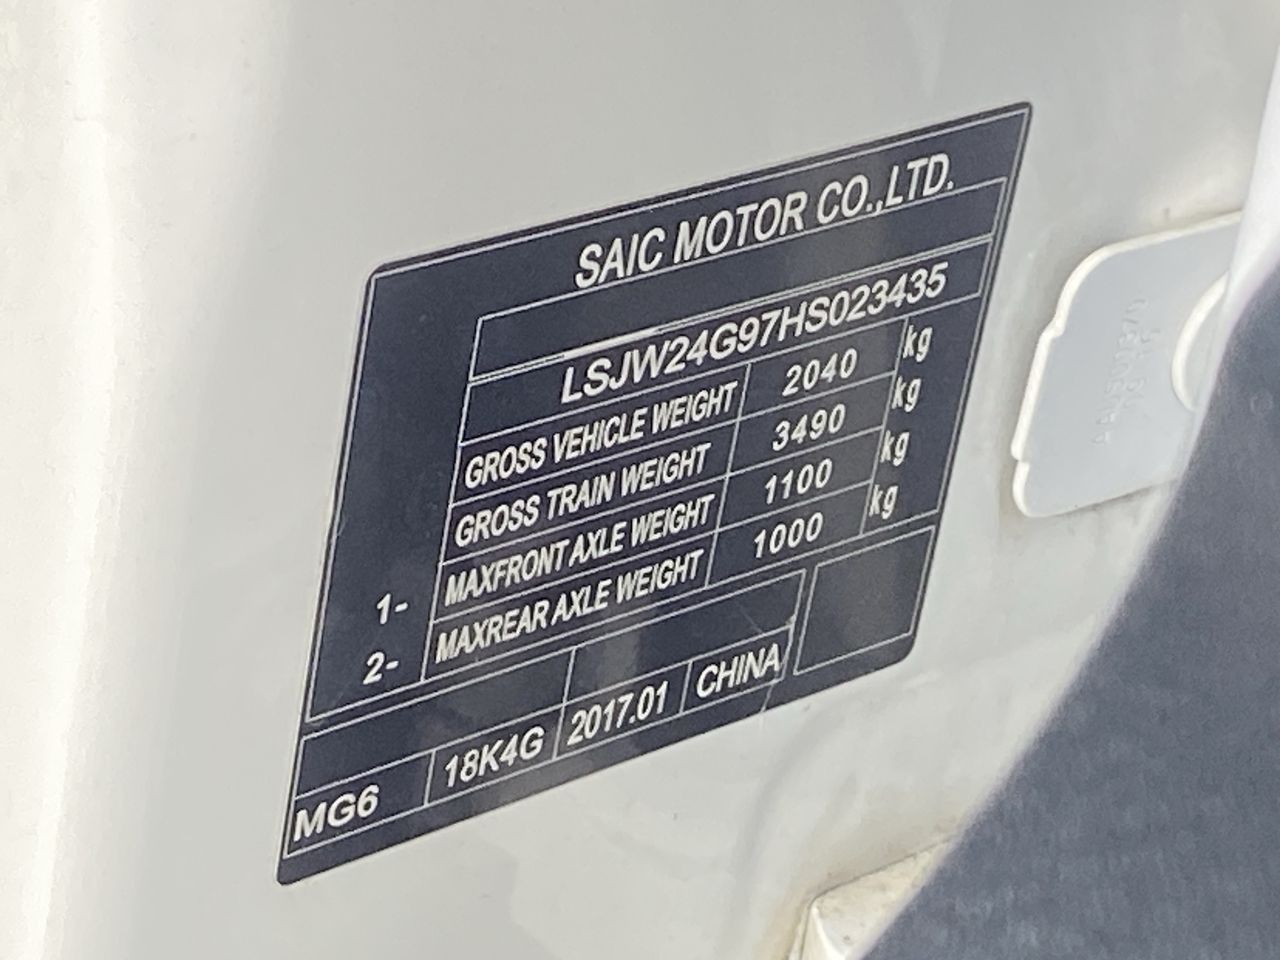 SAIC MOTOR CO.,LTD.
LSJW24G97HS023435
GROSS VEHICLE WEIGHT 2040 kg
GROSS TRAIN WEIGHT 3490 kg
1- MAXFRONT AXLE WEIGHT 1100 kg
2- MAXREAR AXLE WEIGHT 1000 kg
MG6 18K4G 2017.01 CHINA